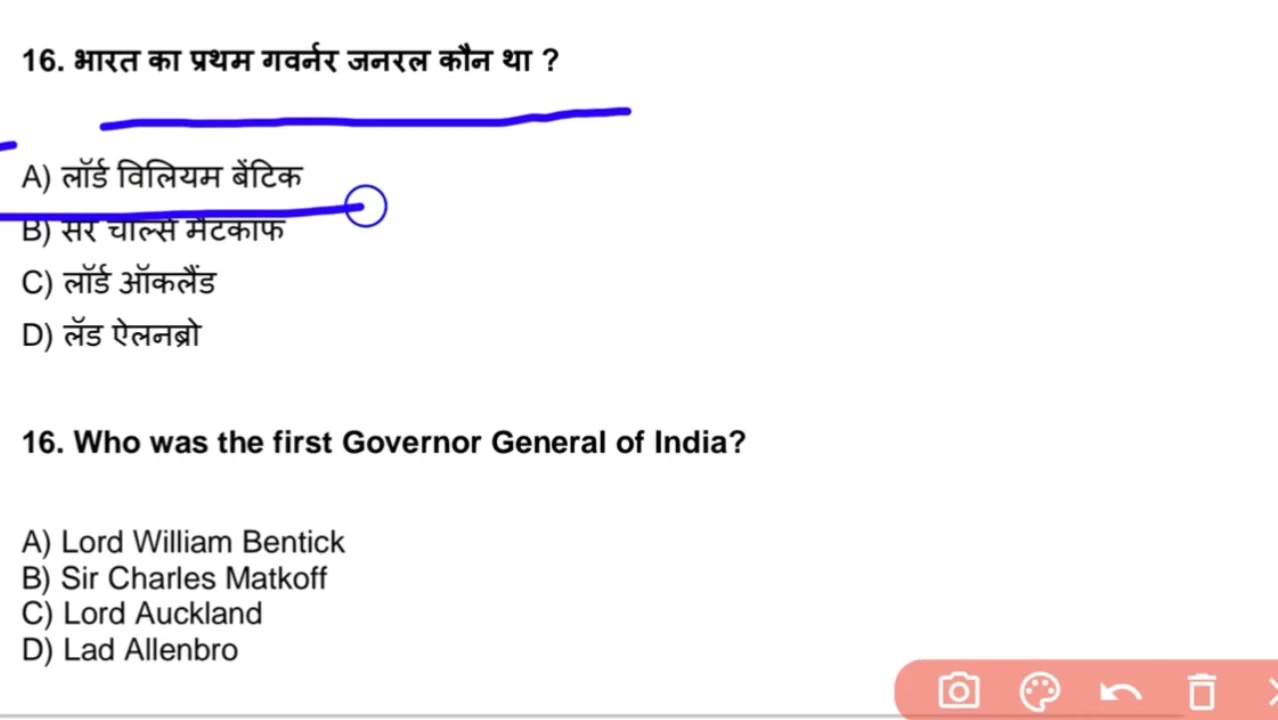 16. भारत का प्रथम गवर्नर जनरल कौन था ?
A) लॉर्ड विलियम बेंटिक
B) सर चार्ल्स मैटकाफ
C) लॉर्ड ऑकलैंड
D) लॅड ऐलनब्रो
16. Who was the first Governor General of India?
A) Lord William Bentick
B) Sir Charles Matkoff
C) Lord Auckland
D) Lad Allenbro